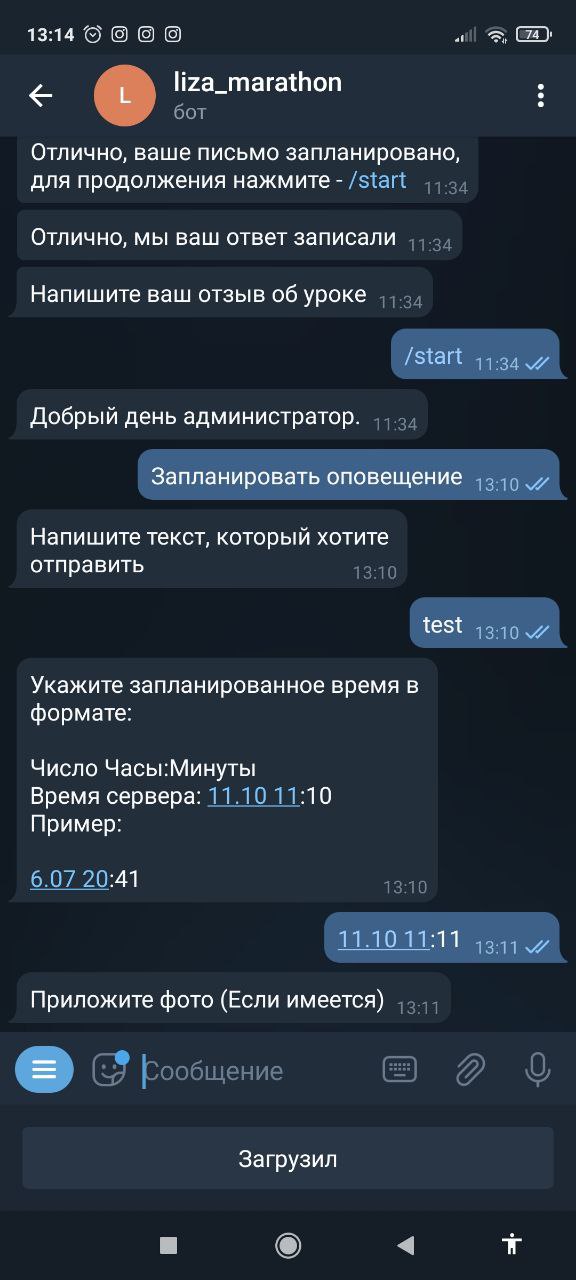 13:14
74
L
liza_marathon
бот
Отлично, ваше письмо запланировано,
для продолжения нажмите - /start 11:34
Отлично, мы ваш ответ записали 11:34
Напишите ваш отзыв об уроке 11:34
/start 11:34
Добрый день администратор. 11:34
Запланировать оповещение 13:10
Напишите текст, который хотите
отправить 13:10
test 13:10
Укажите запланированное время в
формате:
Число Часы:Минуты
Время сервера: 11.10 11:10
Пример:
6.07 20:41 13:10
11.10 11:11 13:11
Приложите фото (Если имеется) 13:11
Сообщение
Загрузил